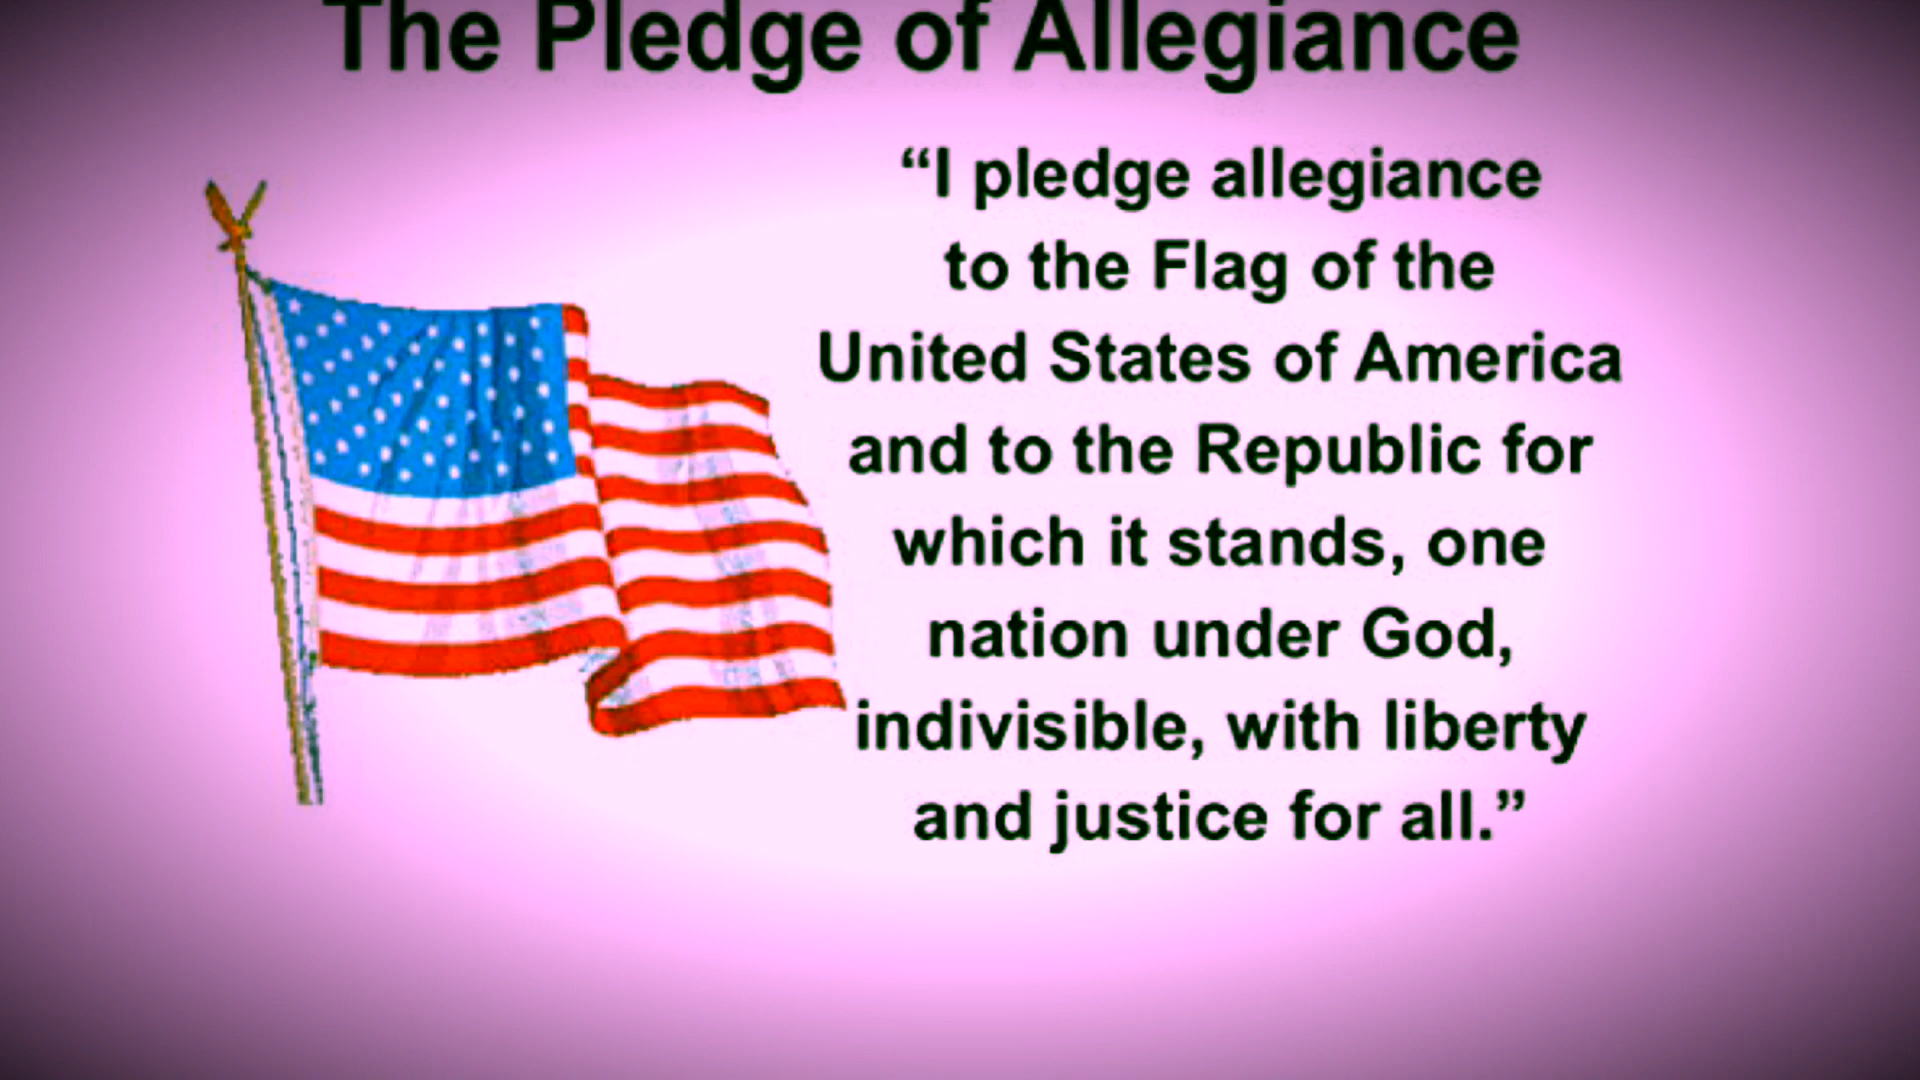 The Pledge of Allegiance
“I pledge allegiance
to the Flag of the
United States of America
and to the Republic for
which it stands, one
nation under God,
indivisible, with liberty
and justice for all.”